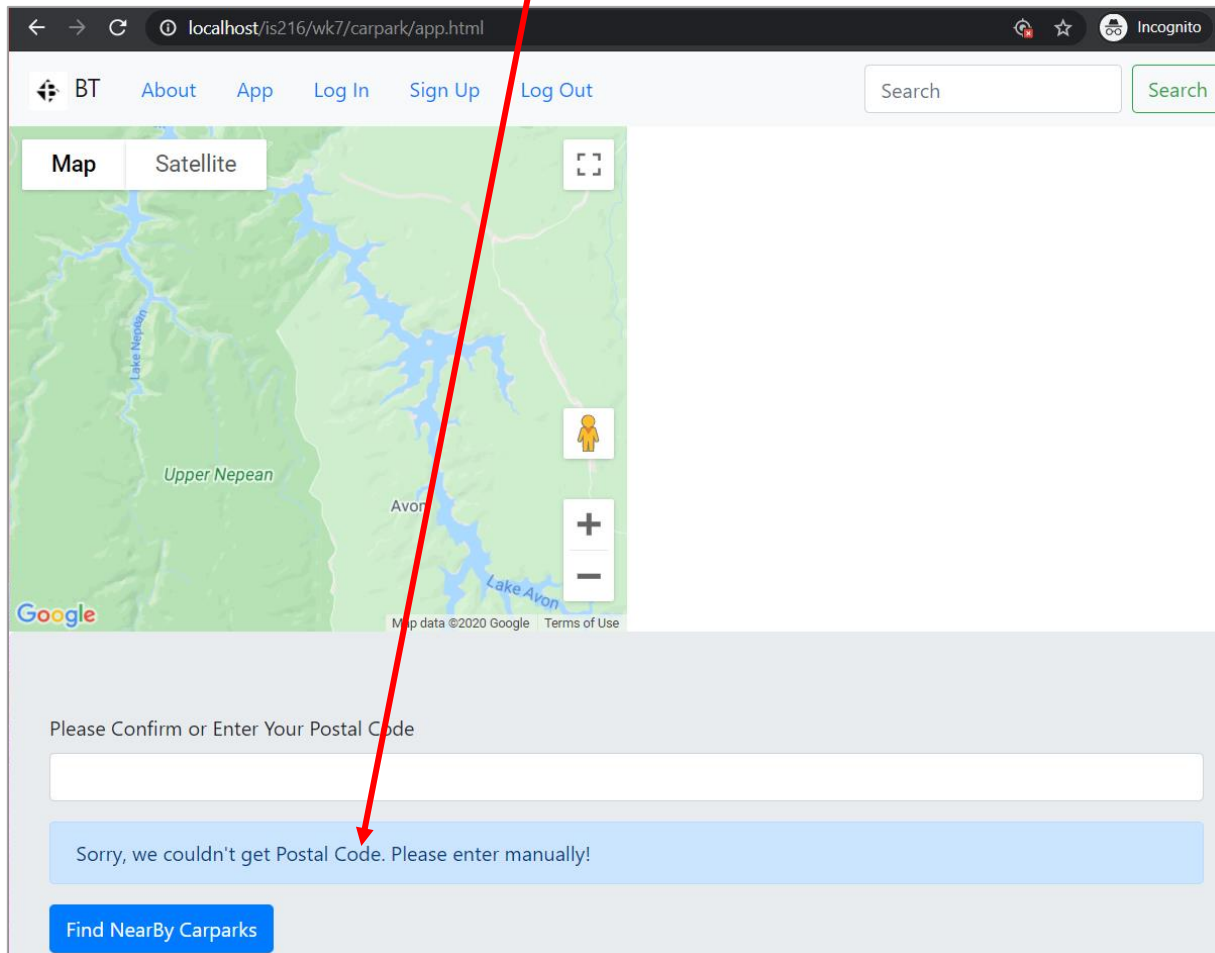 localhost/is216/wk7/carpark/app.html
Incognito
BT About App Log In Sign Up Log Out Search Search
Map Satellite
Lake Nepean
Upper Nepean
Avon
Lake Avon
Google
Map data ©2020 Google Terms of Use
Please Confirm or Enter Your Postal Code
Sorry, we couldn't get Postal Code. Please enter manually!
Find NearBy Carparks